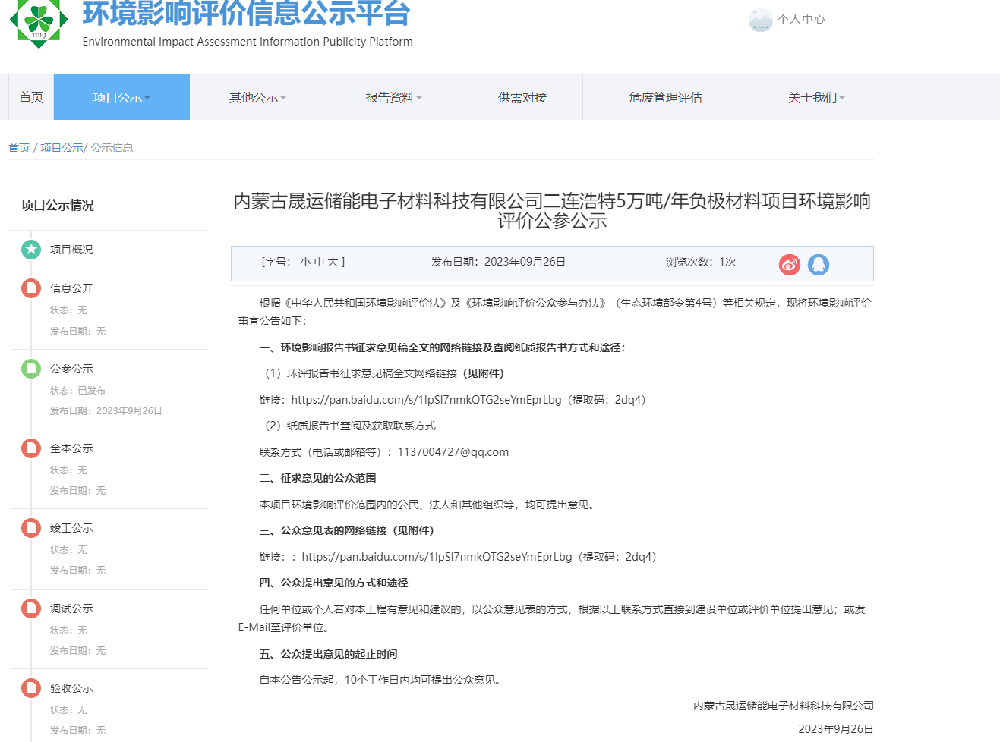 TDHJ
环境影响评价信息公示平台
Environmental Impact Assessment Information Publicity Platform
个人中心
首页
项目公示
其他公示
报告资料
供需对接
危废管理评估
关于我们
首页 / 项目公示/ 公示信息
项目公示情况
项目概况
信息公开
状态：无
发布日期：无
公参公示
状态：已发布
发布日期：2023年9月26日
全本公示
状态：无
发布日期：无
竣工公示
状态：无
发布日期：无
调试公示
状态：无
发布日期：无
验收公示
状态：无
发布日期：无
内蒙古晟运储能电子材料科技有限公司二连浩特5万吨/年负极材料项目环境影响
评价公参公示
[字号： 小 中 大 ]
发布日期：2023年09月26日
浏览次数：1次
根据《中华人民共和国环境影响评价法》及《环境影响评价公众参与办法》（生态环境部令第4号）等相关规定，现将环境影响评价
事宜公告如下：
一、环境影响报告书征求意见稿全文的网络链接及查阅纸质报告书方式和途径：
（1）环评报告书征求意见稿全文网络链接（见附件）
链接：https://pan.baidu.com/s/1IpSl7nmkQTG2seYmEprLbg（提取码：2dq4）
（2）纸质报告书查阅及获取联系方式
联系方式（电话或邮箱等）：1137004727@qq.com
二、征求意见的公众范围
本项目环境影响评价范围内的公民、法人和其他组织等，均可提出意见。
三、公众意见表的网络链接（见附件）
链接：：https://pan.baidu.com/s/1IpSl7nmkQTG2seYmEprLbg（提取码：2dq4）
四、公众提出意见的方式和途径
任何单位或个人若对本工程有意见和建议的，以公众意见表的方式，根据以上联系方式直接到建设单位或评价单位提出意见；或发
E-Mail至评价单位。
五、公众提出意见的起止时间
自本公告公示起，10个工作日内均可提出公众意见。
内蒙古晟运储能电子材料科技有限公司
2023年9月26日